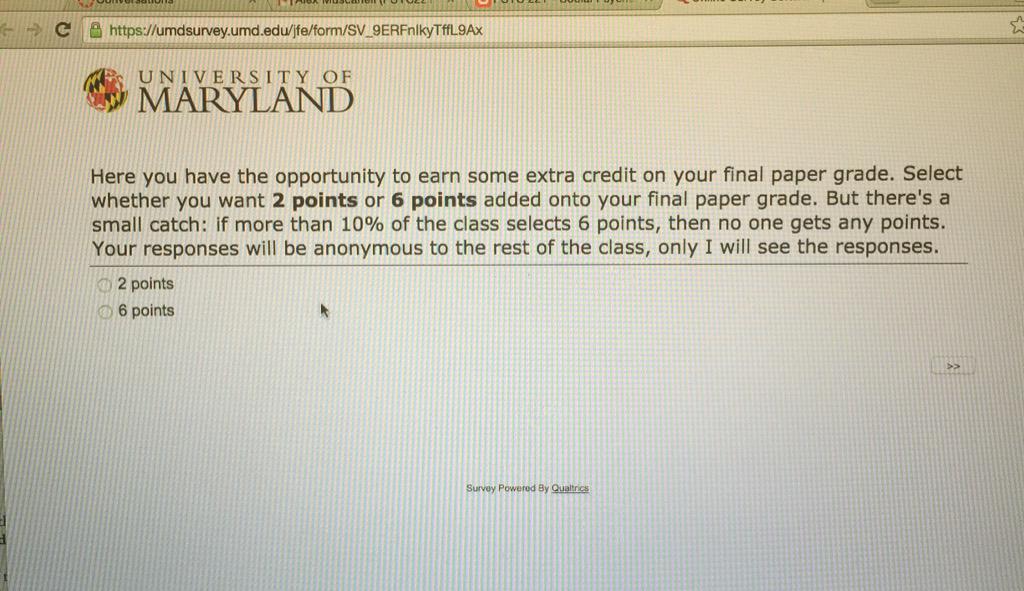 Conversations
https://umdsurvey.umd.edu/jfe/form/SV_9ERFnlkyTffL9Ax
UNIVERSITY OF
MARYLAND
Here you have the opportunity to earn some extra credit on your final paper grade. Select
whether you want 2 points or 6 points added onto your final paper grade. But there's a
small catch: if more than 10% of the class selects 6 points, then no one gets any points.
Your responses will be anonymous to the rest of the class, only I will see the responses.
2 points
6 points
>>
Survey Powered By Qualtrics